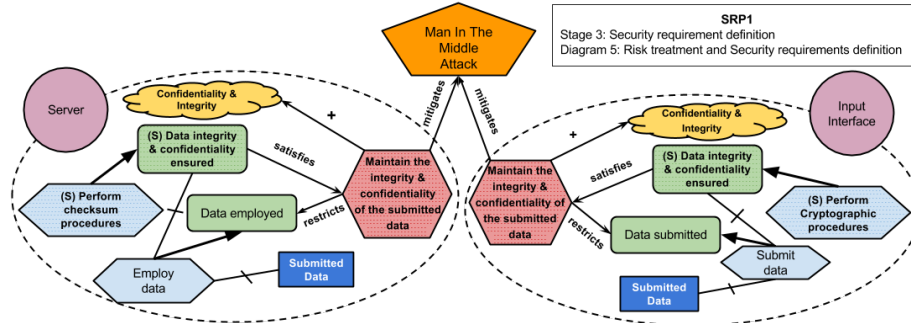 SRP1
Stage 3: Security requirement definition
Diagram 5: Risk treatment and Security requirements definition
Man In The
Middle
Attack
mitigates
mitigates
Server
Confidentiality &
Integrity
+
(S) Data integrity
& confidentiality
ensured
satisfies
Maintain the
integrity &
confidentiality
of the submitted
data
(S) Perform
checksum
procedures
Data employed
restricts
Employ
data
Submitted
Data
Input
Interface
Confidentiality &
Integrity
+
Maintain the
integrity &
confidentiality of
the submitted
data
satisfies
(S) Data integrity
& confidentiality
ensured
(S) Perform
Cryptographic
procedures
restricts
Data submitted
Submit
data
Submitted
Data